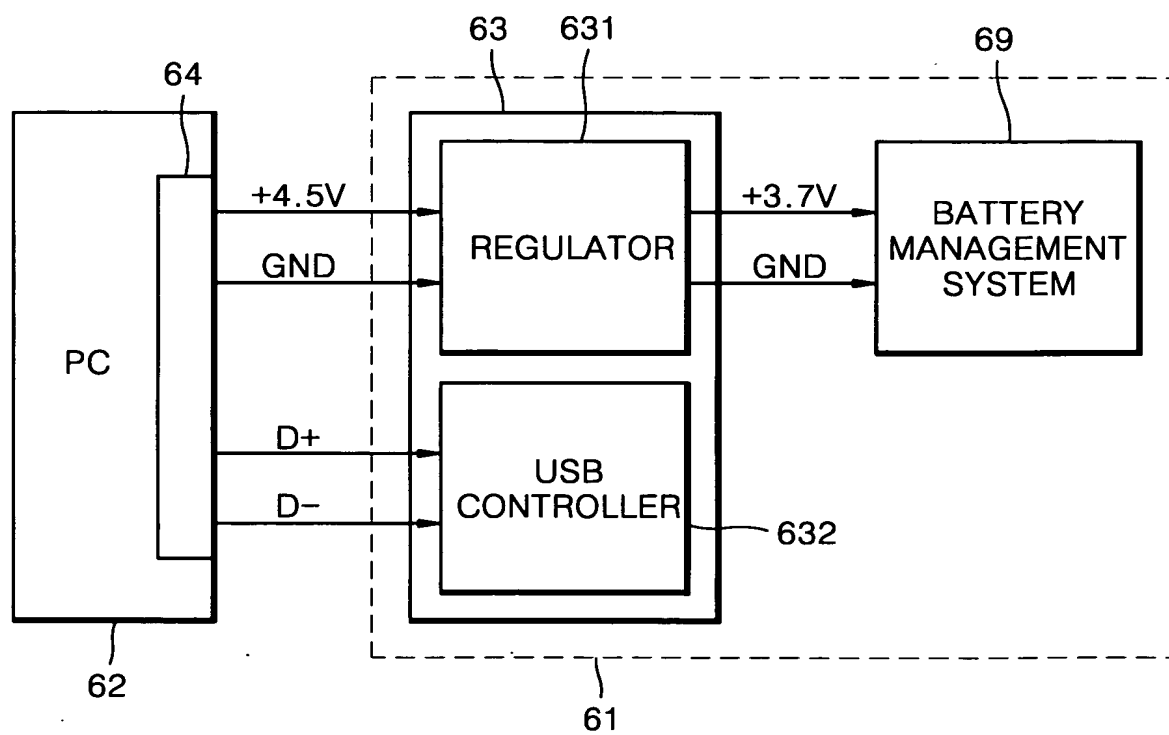 63
631
69
64
+4.5V
+3.7V
REGULATOR
BATTERY
MANAGEMENT
SYSTEM
GND
GND
PC
D+
USB
CONTROLLER
D−
632
62
61